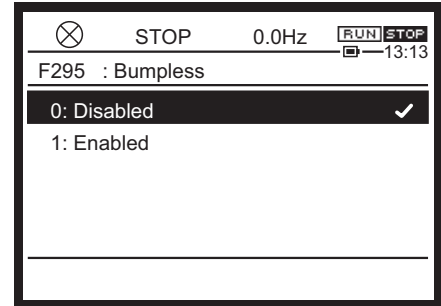 STOP 0.0Hz RUN STOP
13:13
F295 : Bumpless
0: Disabled
1: Enabled